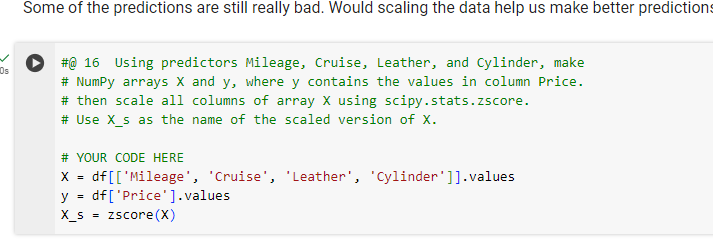 Some of the predictions are still really bad. Would scaling the data help us make better predictions
0s
#@ 16  Using predictors Mileage, Cruise, Leather, and Cylinder, make
# NumPy arrays X and y, where y contains the values in column Price.
# then scale all columns of array X using scipy.stats.zscore.
# Use X_s as the name of the scaled version of X.
# YOUR CODE HERE
X = df[['Mileage', 'Cruise', 'Leather', 'Cylinder']].values
y = df['Price'].values
X_s = zscore(X)